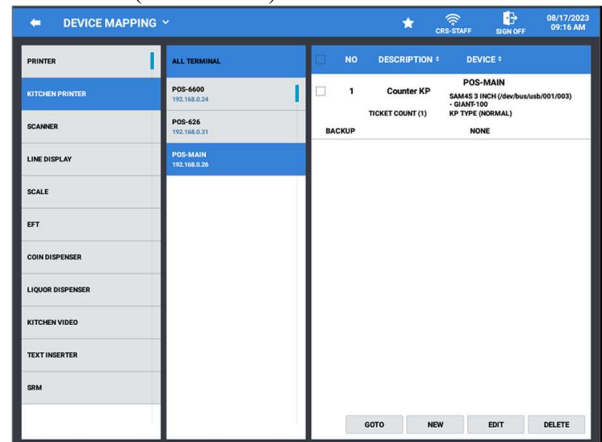 DEVICE MAPPING
CRS-STAFF
SIGN OFF
08/17/2023
09:16 AM
PRINTER
KITCHEN PRINTER
SCANNER
LINE DISPLAY
SCALE
EFT
COIN DISPENSER
LIQUOR DISPENSER
KITCHEN VIDEO
TEXT INSERTER
SRM
ALL TERMINAL
POS-6600
192.168.0.24
POS-626
192.168.0.31
POS-MAIN
192.168.0.26
NO DESCRIPTION DEVICE
1 Counter KP
TICKET COUNT (1)
POS-MAIN
SAM4S 3 INCH (/dev/bus/usb/001/003)
- GIANT-100
KP TYPE (NORMAL)
BACKUP NONE
GOTO NEW EDIT DELETE